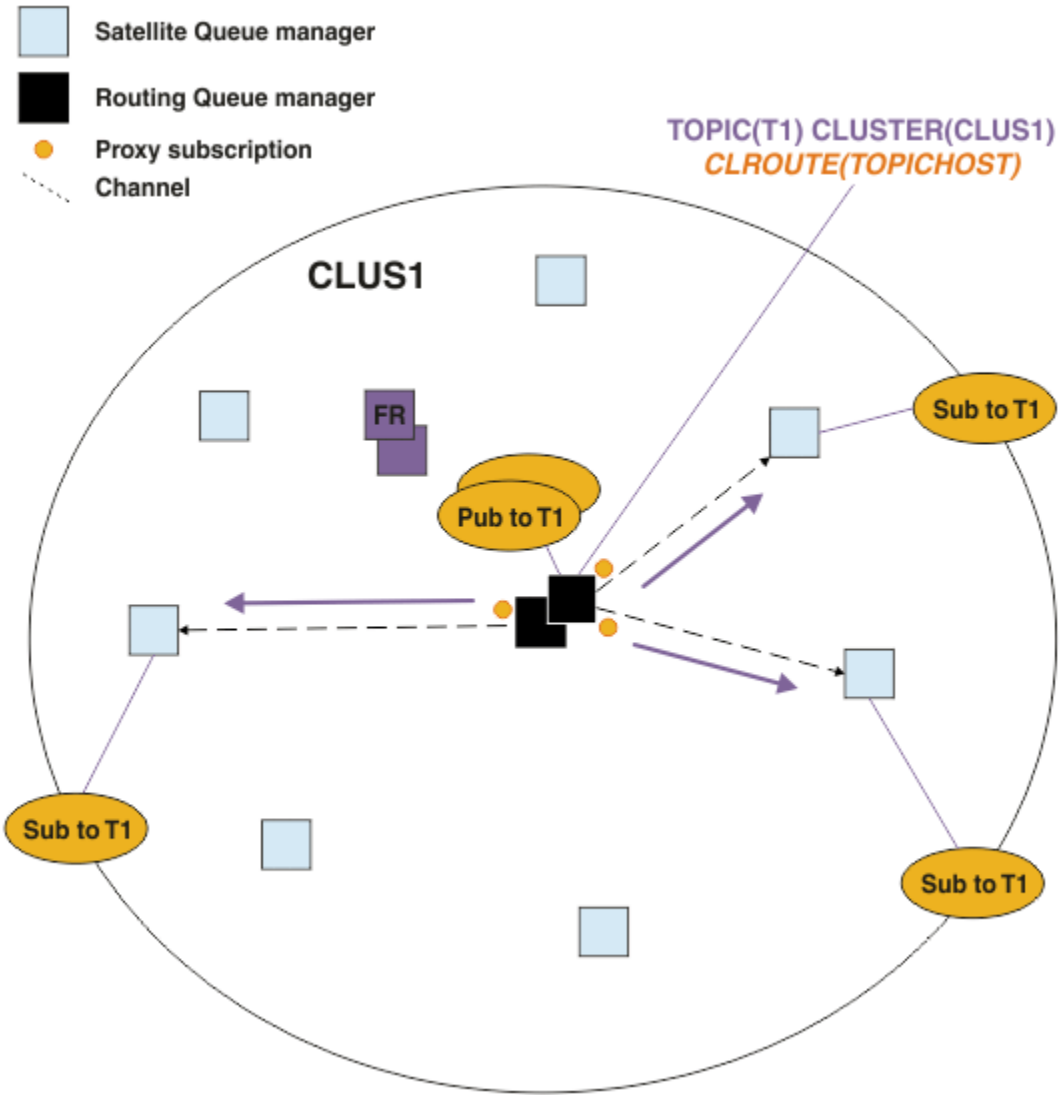 Satellite Queue manager
Routing Queue manager
Proxy subscription
Channel
TOPIC(T1) CLUSTER(CLUS1)
CLROUTE(TOPICHOST)
CLUS1
FR
Sub to T1
Pub to T1
Sub to T1
Sub to T1